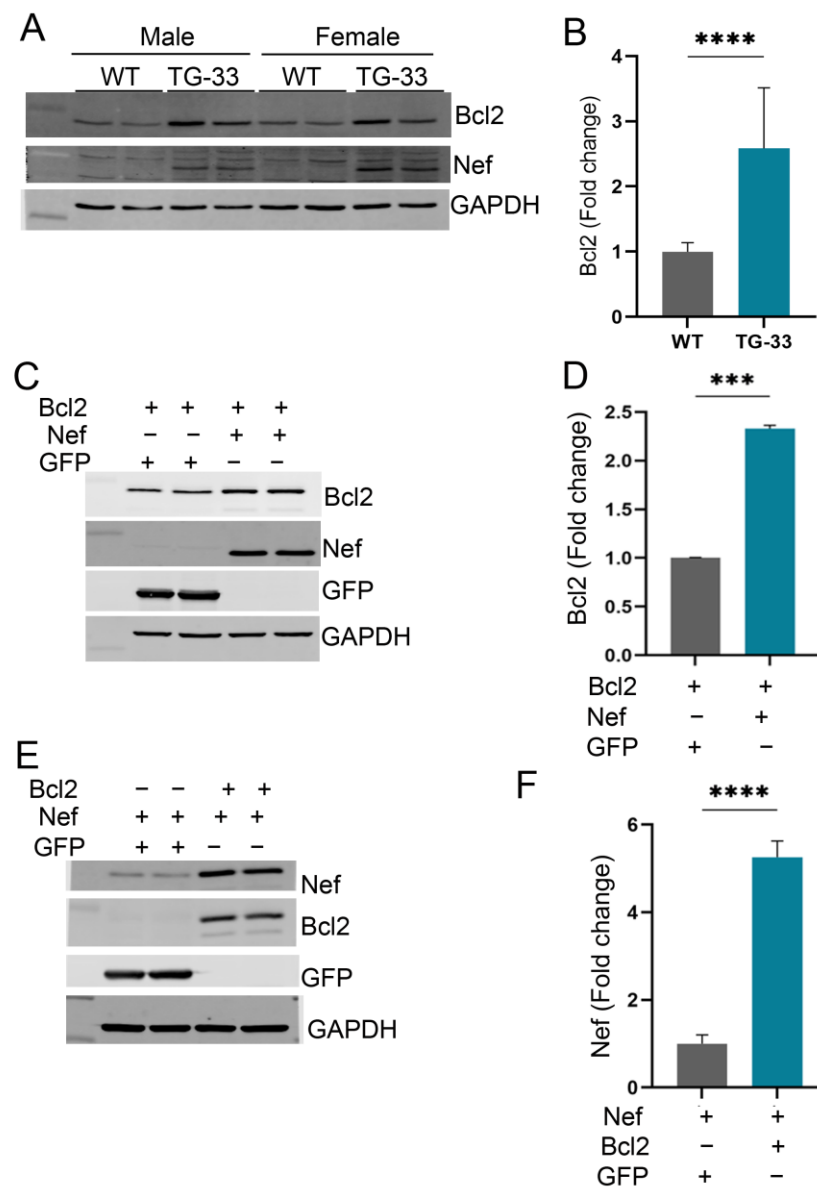 A
Male Female
WT TG-33 WT TG-33
Bcl2
Nef
GAPDH
B
****
Bcl2 (Fold change)
4
3
2
1
0
WT TG-33
C
Bcl2 + + + +
Nef − − + +
GFP + + − −
Bcl2
Nef
GFP
GAPDH
D
***
Bcl2 (Fold change)
2.5
2.0
1.5
1.0
0.5
0.0
Bcl2 + +
Nef − +
GFP + −
E
Bcl2 − − + +
Nef + + + +
GFP + + − −
Nef
Bcl2
GFP
GAPDH
F
****
Nef (Fold change)
6
4
2
0
Nef + +
Bcl2 − +
GFP + −